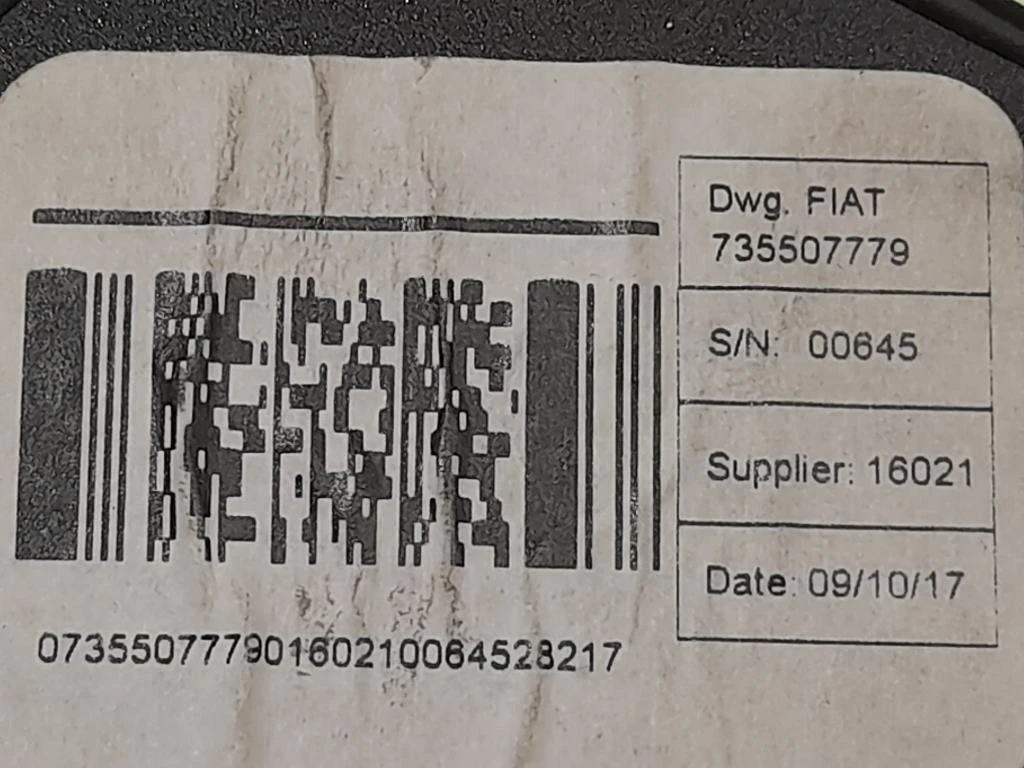 Dwg. FIAT
735507779
S/N: 00645
Supplier: 16021
Date: 09/10/17
07355077790160210064528217